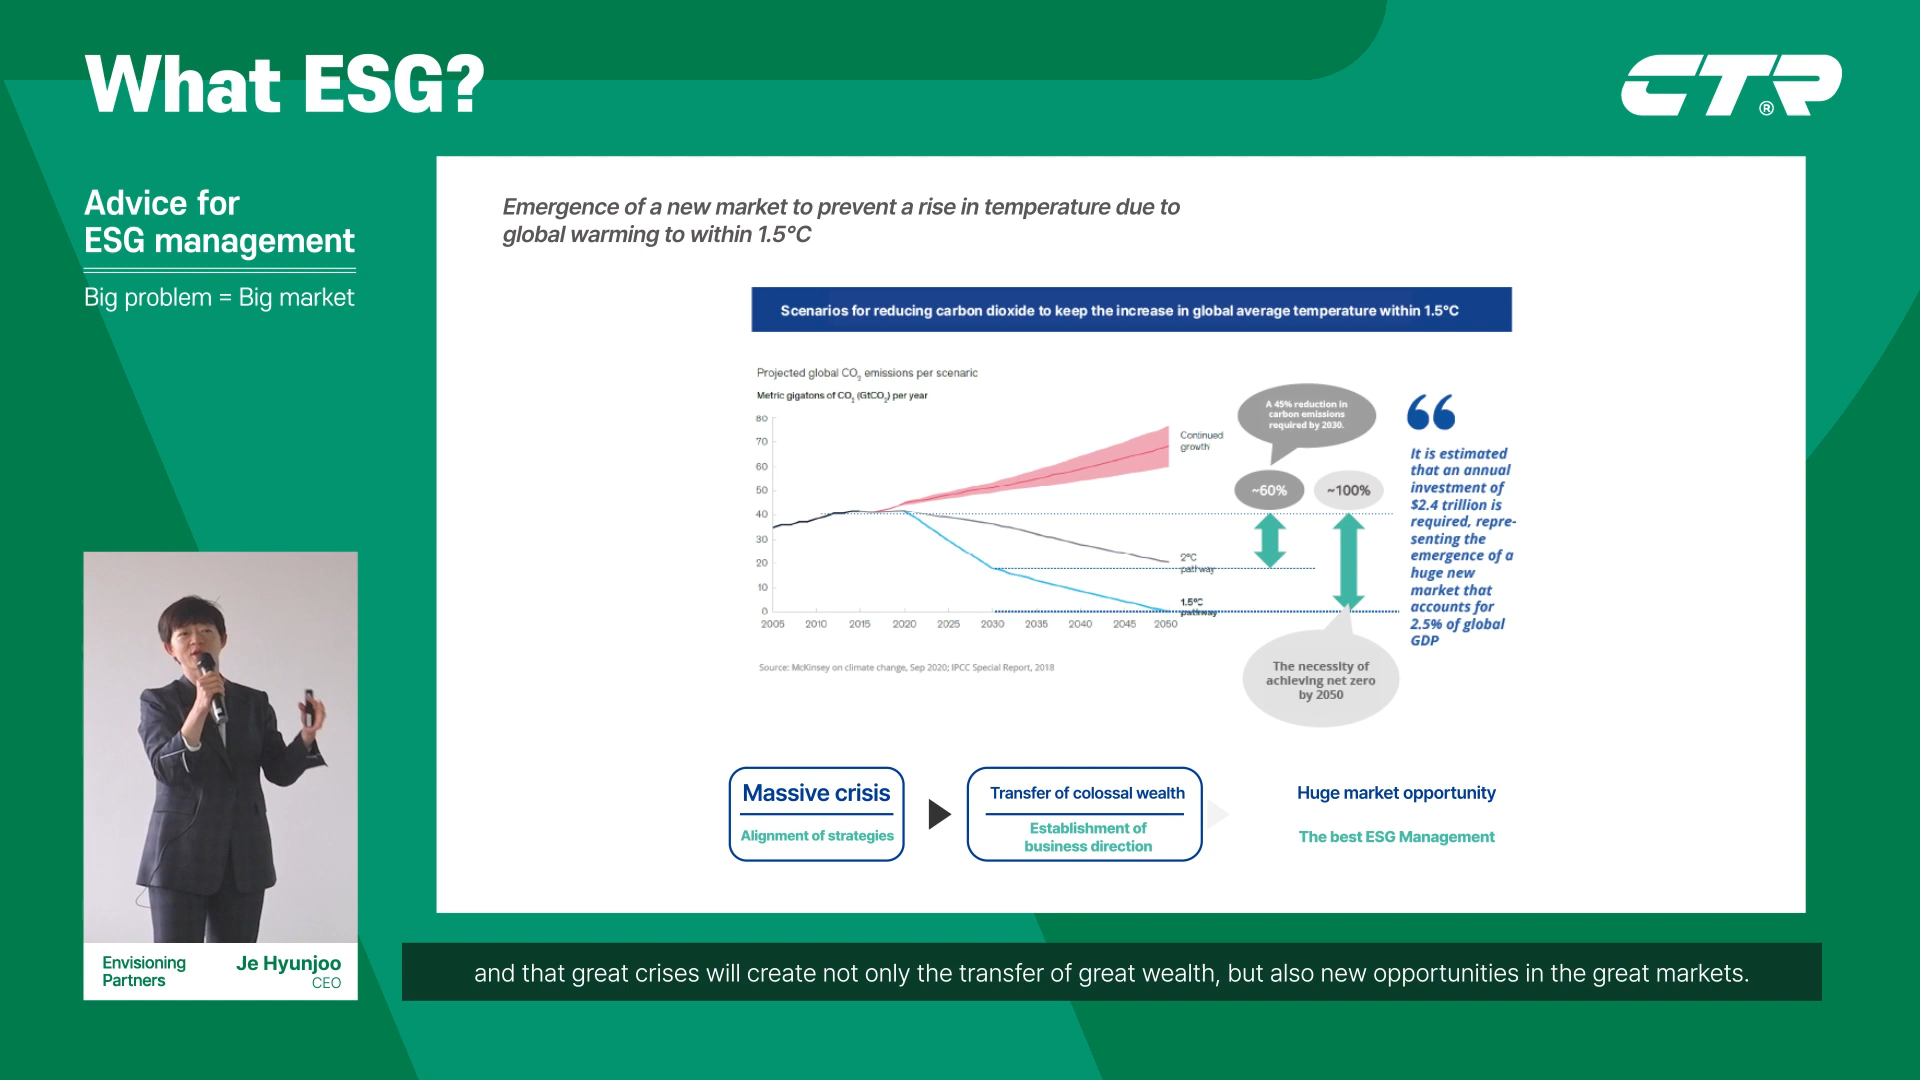 What ESG?
CTR®
Advice for
ESG management
Big problem = Big market
Emergence of a new market to prevent a rise in temperature due to
global warming to within 1.5°C
Scenarios for reducing carbon dioxide to keep the increase in global average temperature within 1.5°C
Projected global CO₂ emissions per scenaric
Metric gigatons of CO₂ (GtCO₂) per year
80
70
60
50
40
30
20
10
0
2005 2010 2015 2020 2025 2030 2035 2040 2045 2050
Continued
growth
2°C
pathway
1.5°C
pathway
A 45% reduction in
carbon emissions
required by 2030.
~60%
~100%
The necessity of
achieving net zero
by 2050
“
It is estimated
that an annual
investment of
$2.4 trillion is
required, repre-
senting the
emergence of a
huge new
market that
accounts for
2.5% of global
GDP
Source: McKinsey on climate change, Sep 2020; IPCC Special Report, 2018
Massive crisis
Alignment of strategies
Transfer of colossal wealth
Establishment of
business direction
Huge market opportunity
The best ESG Management
Envisioning
Partners
Je Hyunjoo
CEO
and that great crises will create not only the transfer of great wealth, but also new opportunities in the great markets.